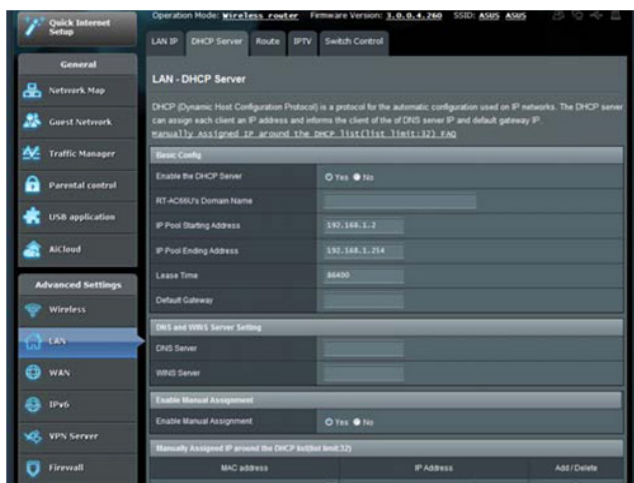 Quick Internet
Setup
Operation Mode: Wireless router Firmware Version: 3.0.0.4.260 SSID: ASUS ASUS
LAN IP DHCP Server Route IPTV Switch Control
General
Network Map
Guest Network
Traffic Manager
Parental control
USB application
AiCloud
Advanced Settings
Wireless
LAN
WAN
IPv6
VPN Server
Firewall
LAN - DHCP Server
DHCP (Dynamic Host Configuration Protocol) is a protocol for the automatic configuration used on IP networks. The DHCP server
can assign each client an IP address and informs the client of the of DNS server IP and default gateway IP.
Manually Assigned IP around the DHCP list(list limit:32) FAQ
Basic Config
Enable the DHCP Server Yes No
RT-AC66U's Domain Name
IP Pool Starting Address 192.168.1.2
IP Pool Ending Address 192.168.1.254
Lease Time 86400
Default Gateway
DNS and WINS Server Setting
DNS Server
WINS Server
Enable Manual Assignment
Enable Manual Assignment Yes No
Manually Assigned IP around the DHCP list(list limit:32)
MAC address IP Address Add / Delete